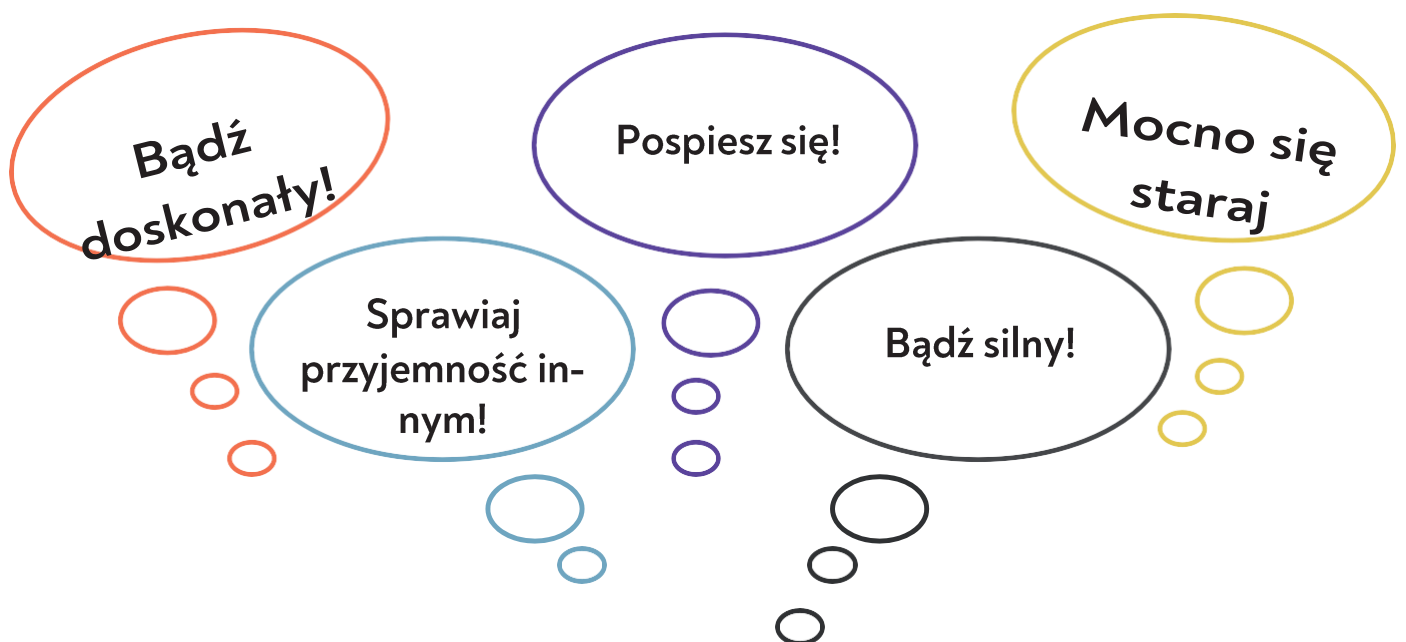 Bądź
doskonały!
Sprawiaj
przyjemność in-
nym!
Pospiesz się!
Bądź silny!
Mocno się
staraj